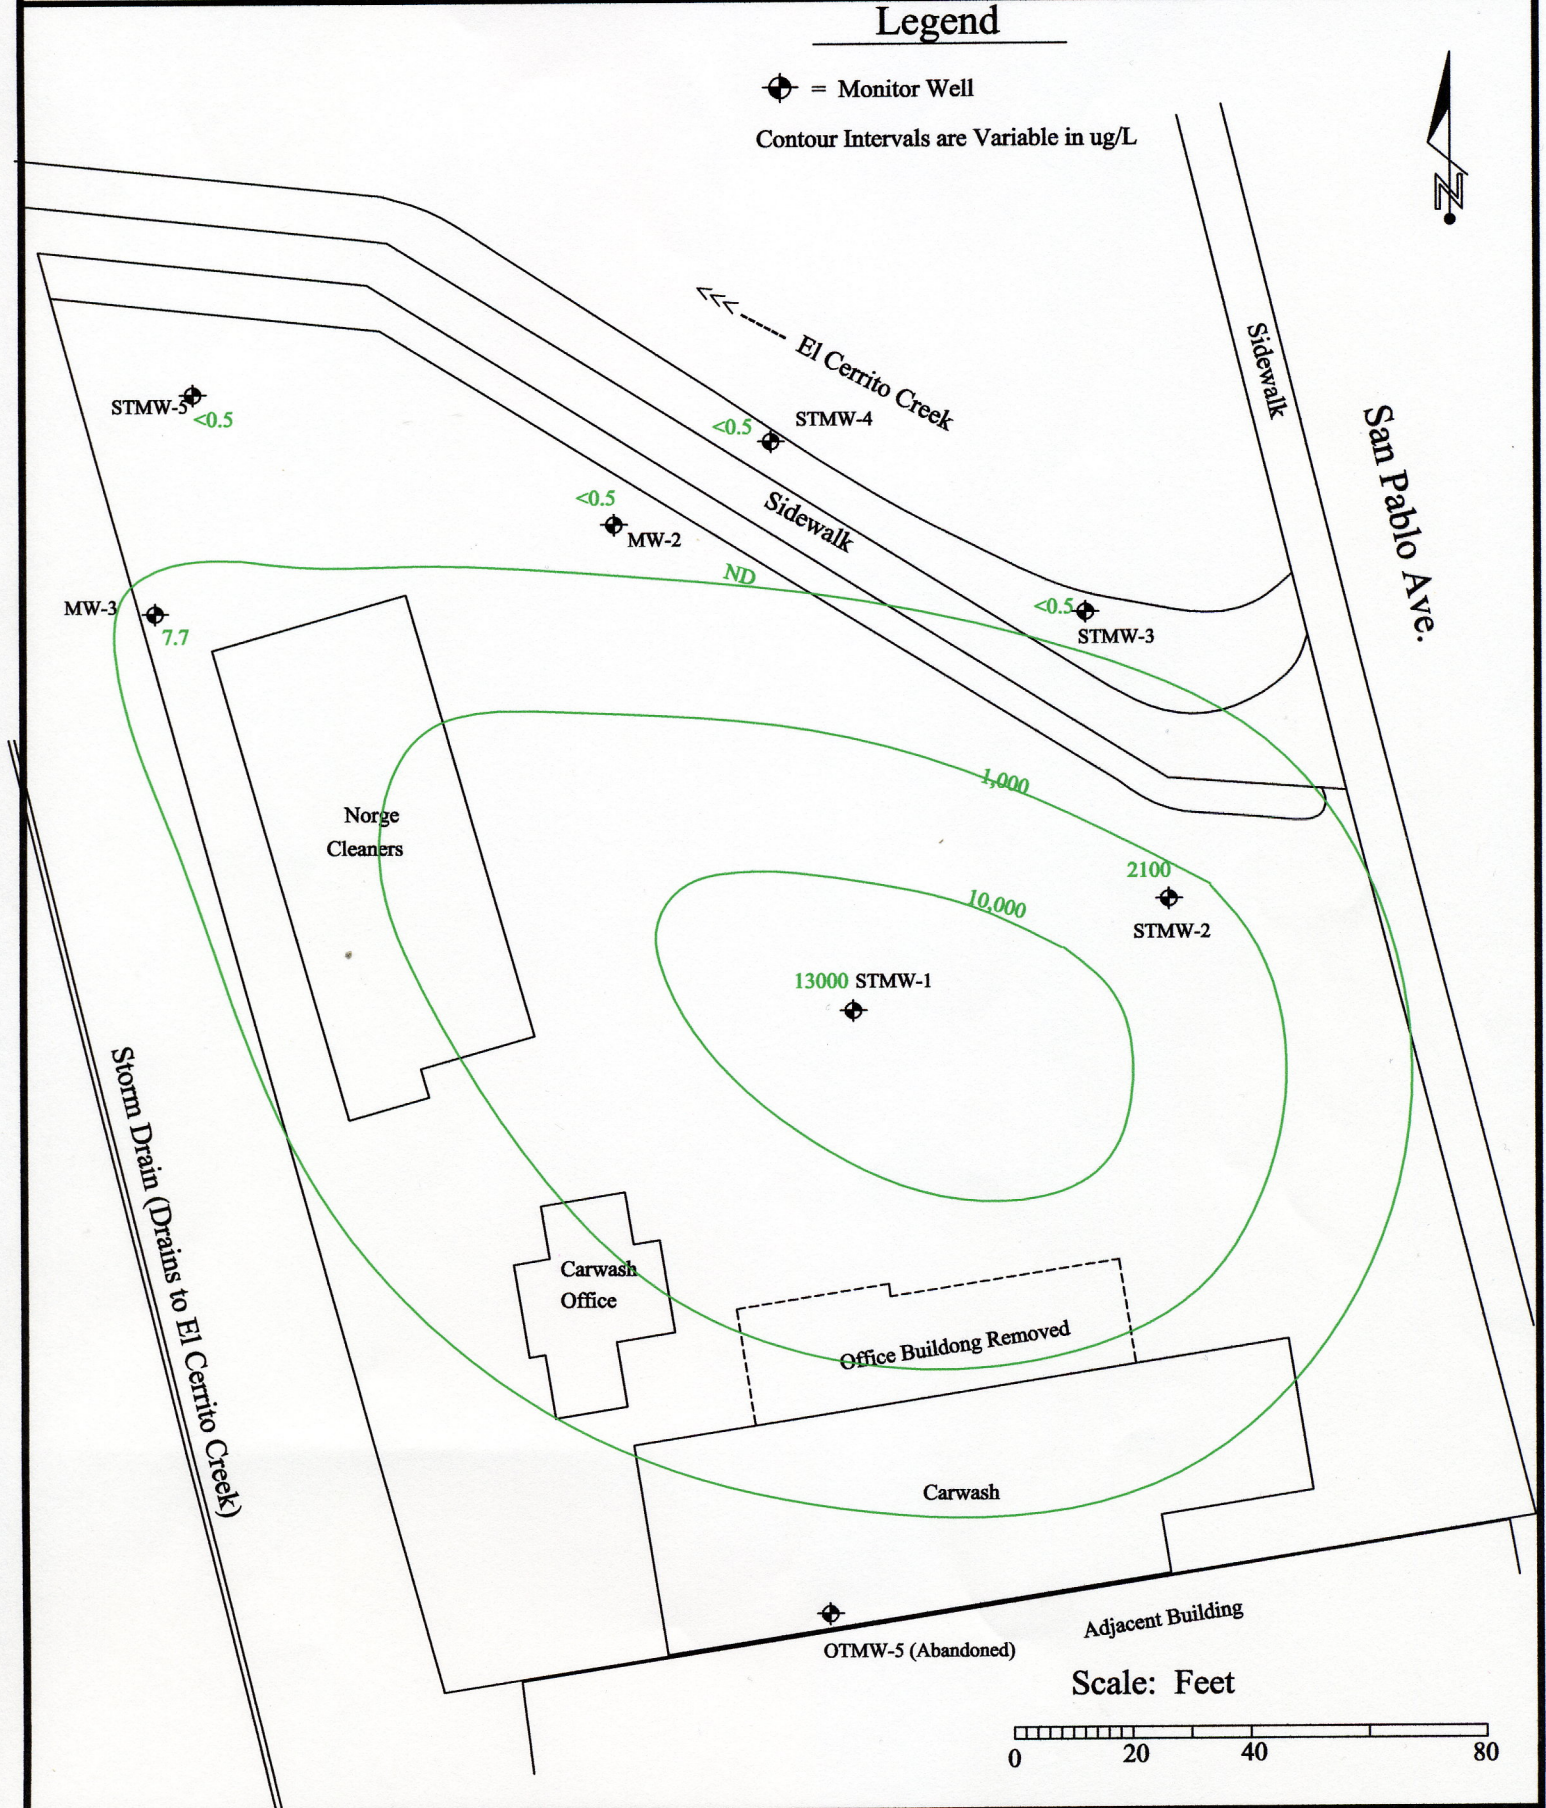 Legend
= Monitor Well
Contour Intervals are Variable in ug/L
N
Sidewalk
San Pablo Ave.
El Cerrito Creek
STMW-5
<0.5
<0.5
STMW-4
<0.5
MW-2
Sidewalk
ND
<0.5
STMW-3
MW-3
7.7
1,000
Norge
Cleaners
2100
STMW-2
10,000
13000 STMW-1
Storm Drain (Drains to El Cerrito Creek)
Carwash
Office
Office Buildong Removed
Carwash
OTMW-5 (Abandoned)
Adjacent Building
Scale: Feet
0 20 40 80